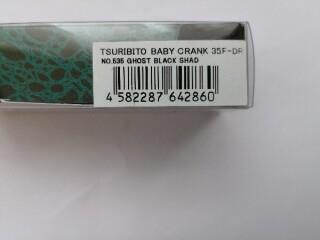 TSURIBITO BABY CRANK 35F-DR
NO.535 GHOST BLACK SHAD
4 582287 642860